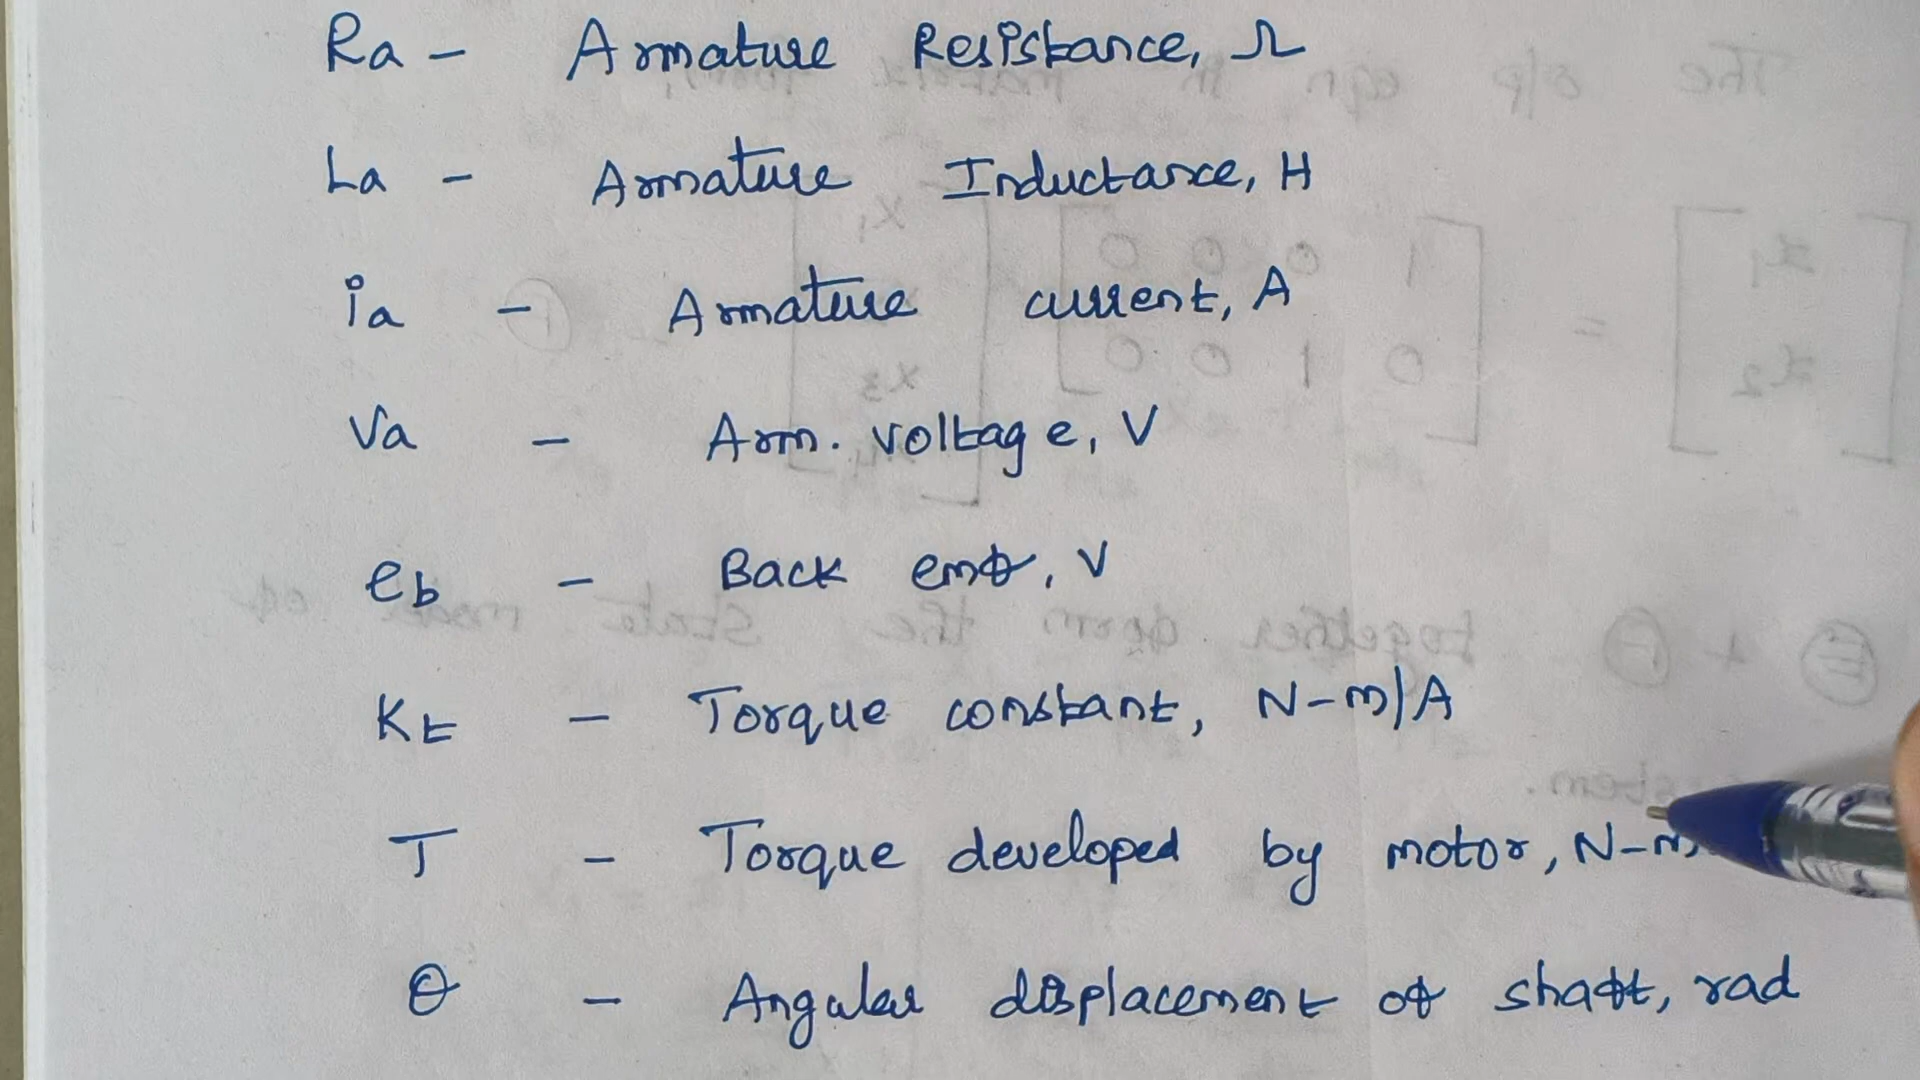 Ra - Armature Resistance, Ω
La - Armature Inductance, H
ia - Armature current, A
Va - Arm. voltage, V
eb - Back emf, V
Kt - Torque constant, N-m/A
T - Torque developed by motor, N-m
θ - Angular displacement of shaft, rad